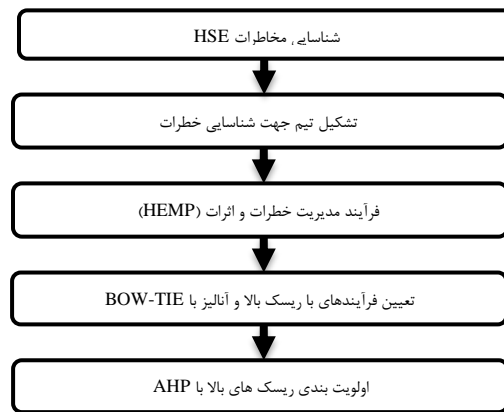 شناسایی مخاطرات HSE
تشکیل تیم جهت شناسایی خطرات
فرآیند مدیریت خطرات و اثرات (HEMP)
تعیین فرآیندهای با ریسک بالا و آنالیز با BOW-TIE
اولویت بندی ریسک های بالا با AHP